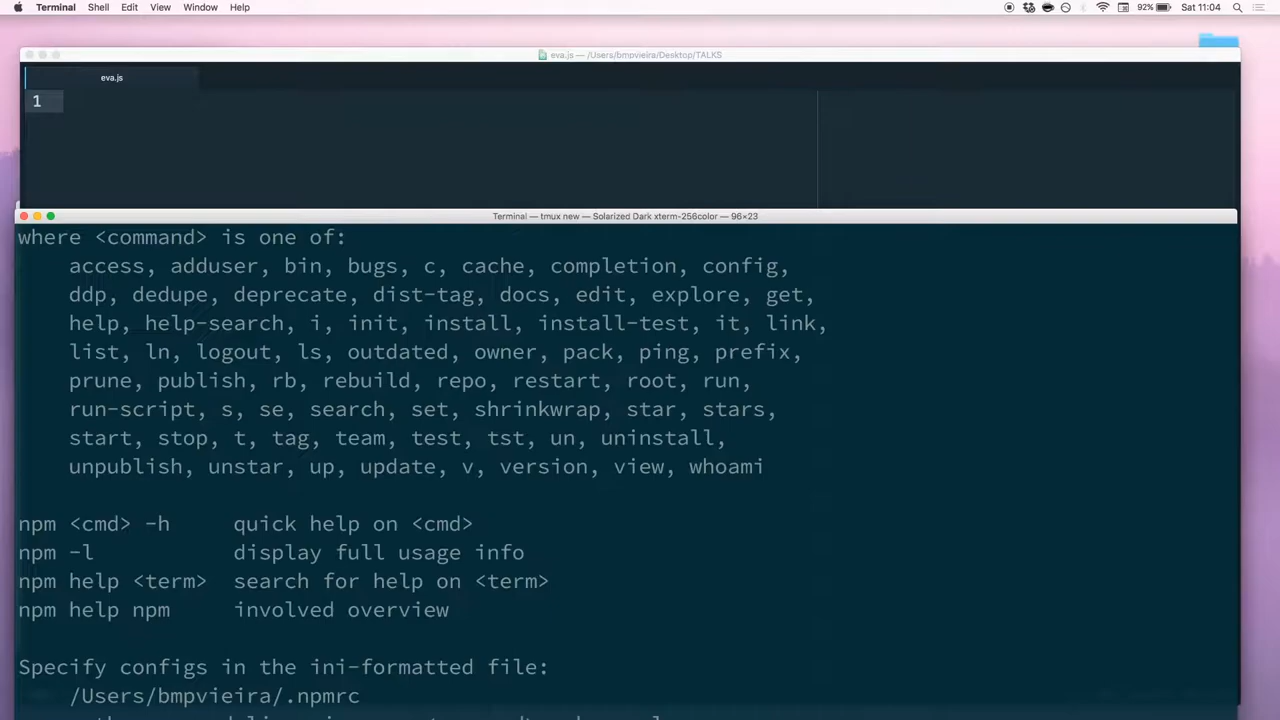 Terminal Shell Edit View Window Help 92% Sat 11:04
eva.js — /Users/bmpvieira/Desktop/TALKS
eva.js
1
Terminal — tmux new — Solarized Dark xterm-256color — 96×23
where <command> is one of:
access, adduser, bin, bugs, c, cache, completion, config,
ddp, dedupe, deprecate, dist-tag, docs, edit, explore, get,
help, help-search, i, init, install, install-test, it, link,
list, ln, logout, ls, outdated, owner, pack, ping, prefix,
prune, publish, rb, rebuild, repo, restart, root, run,
run-script, s, se, search, set, shrinkwrap, star, stars,
start, stop, t, tag, team, test, tst, un, uninstall,
unpublish, unstar, up, update, v, version, view, whoami
npm <cmd> -h quick help on <cmd>
npm -l display full usage info
npm help <term> search for help on <term>
npm help npm involved overview
Specify configs in the ini-formatted file:
/Users/bmpvieira/.npmrc